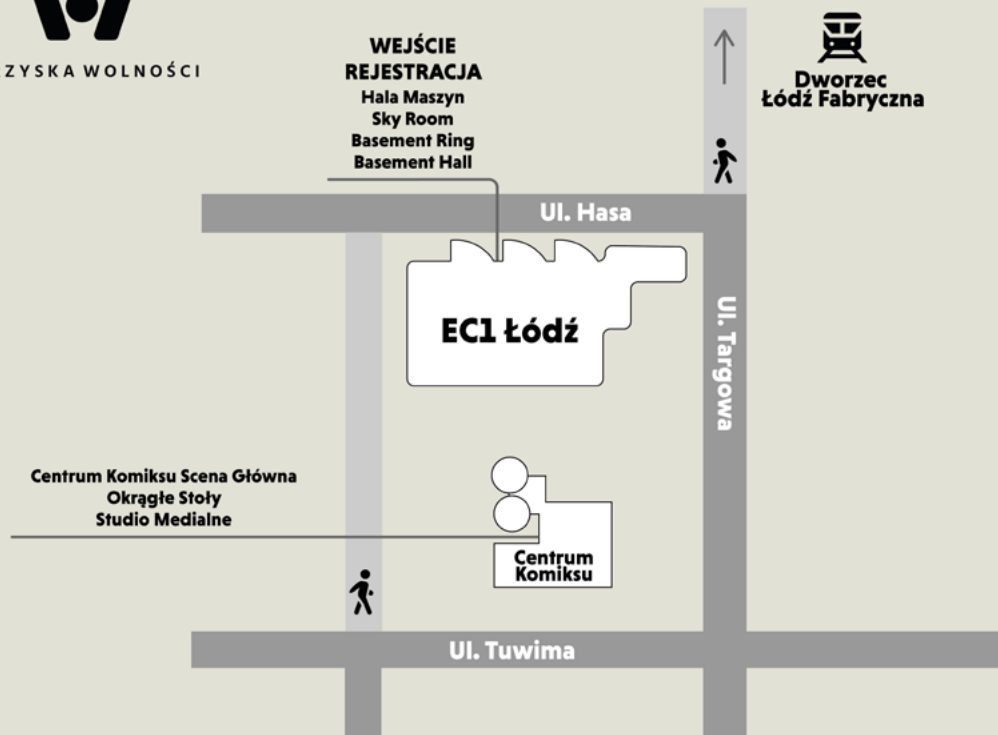 ZYSKA WOLNOŚCI
WEJŚCIE
REJESTRACJA
Hala Maszyn
Sky Room
Basement Ring
Basement Hall
Dworzec
Łódź Fabryczna
Ul. Hasa
EC1 Łódź
Ul. Targowa
Centrum Komiksu Scena Główna
Okrągłe Stoły
Studio Medialne
Centrum
Komiksu
Ul. Tuwima